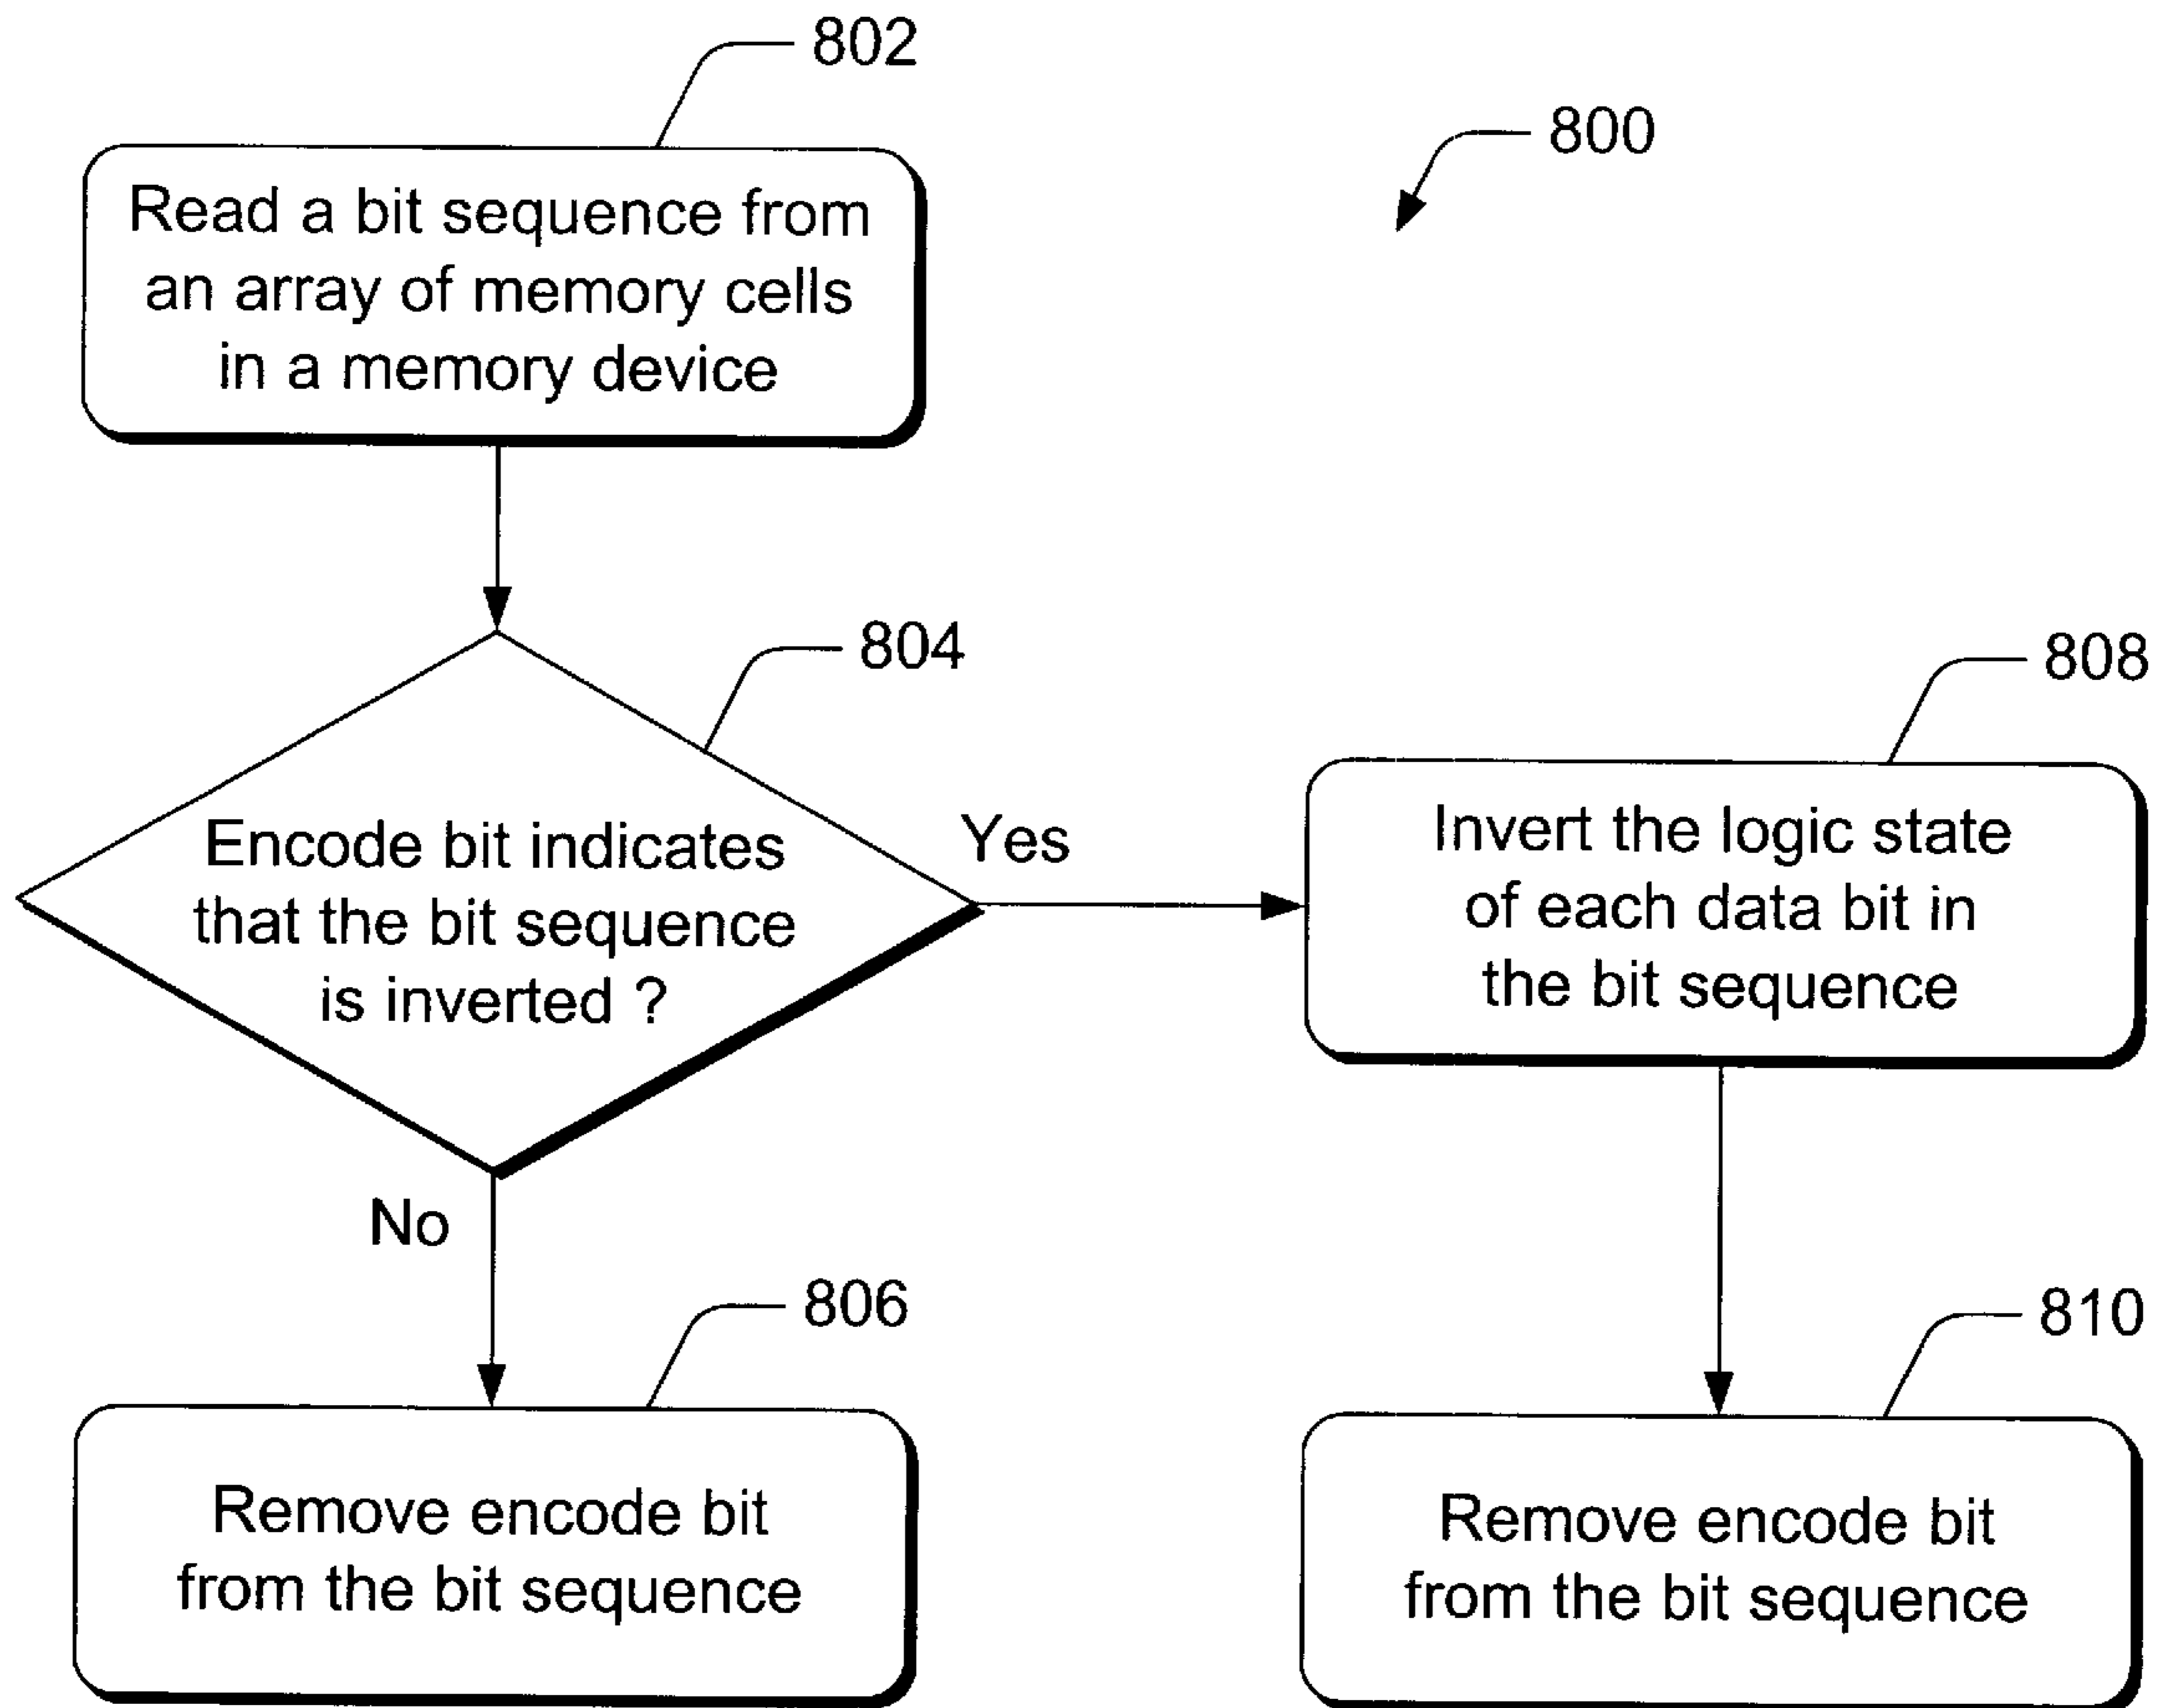 802
800
Read a bit sequence from
an array of memory cells
in a memory device
804
808
Encode bit indicates
that the bit sequence
is inverted ?
Yes
Invert the logic state
of each data bit in
the bit sequence
No
806
810
Remove encode bit
from the bit sequence
Remove encode bit
from the bit sequence